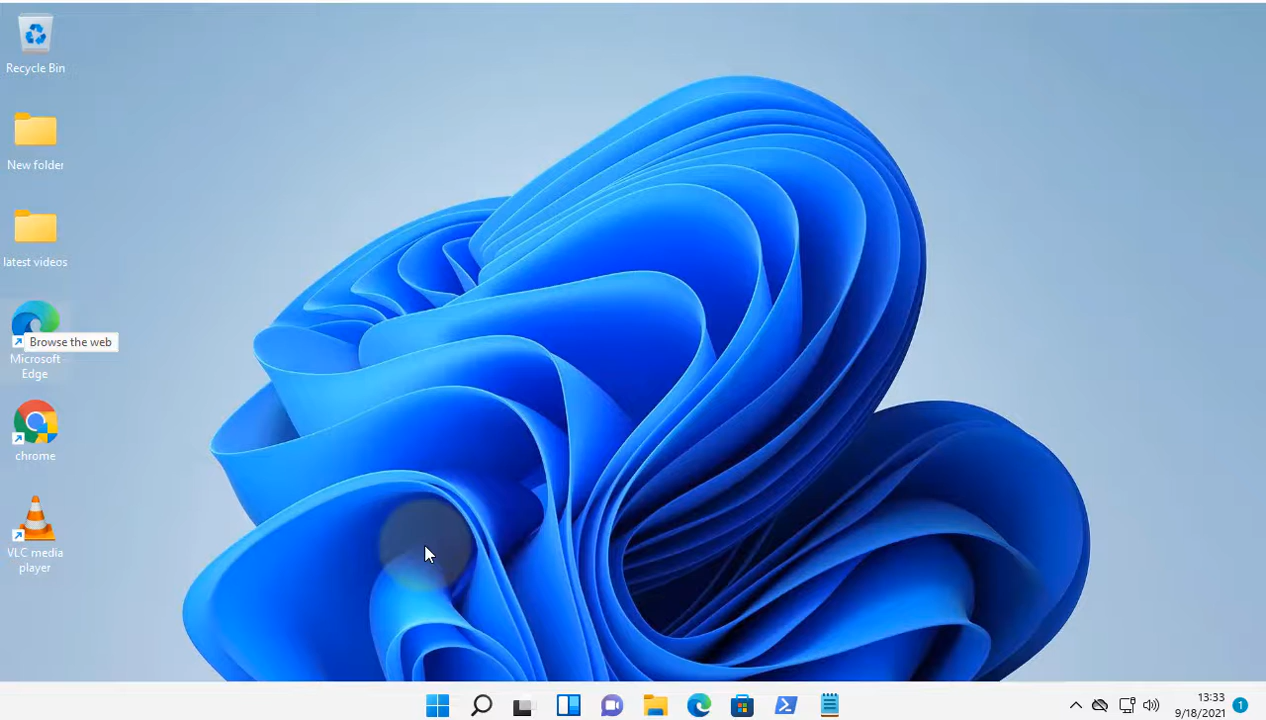 Recycle Bin
New folder
latest videos
Browse the web
Microsoft
Edge
chrome
VLC media
player
13:33
9/18/2021
1